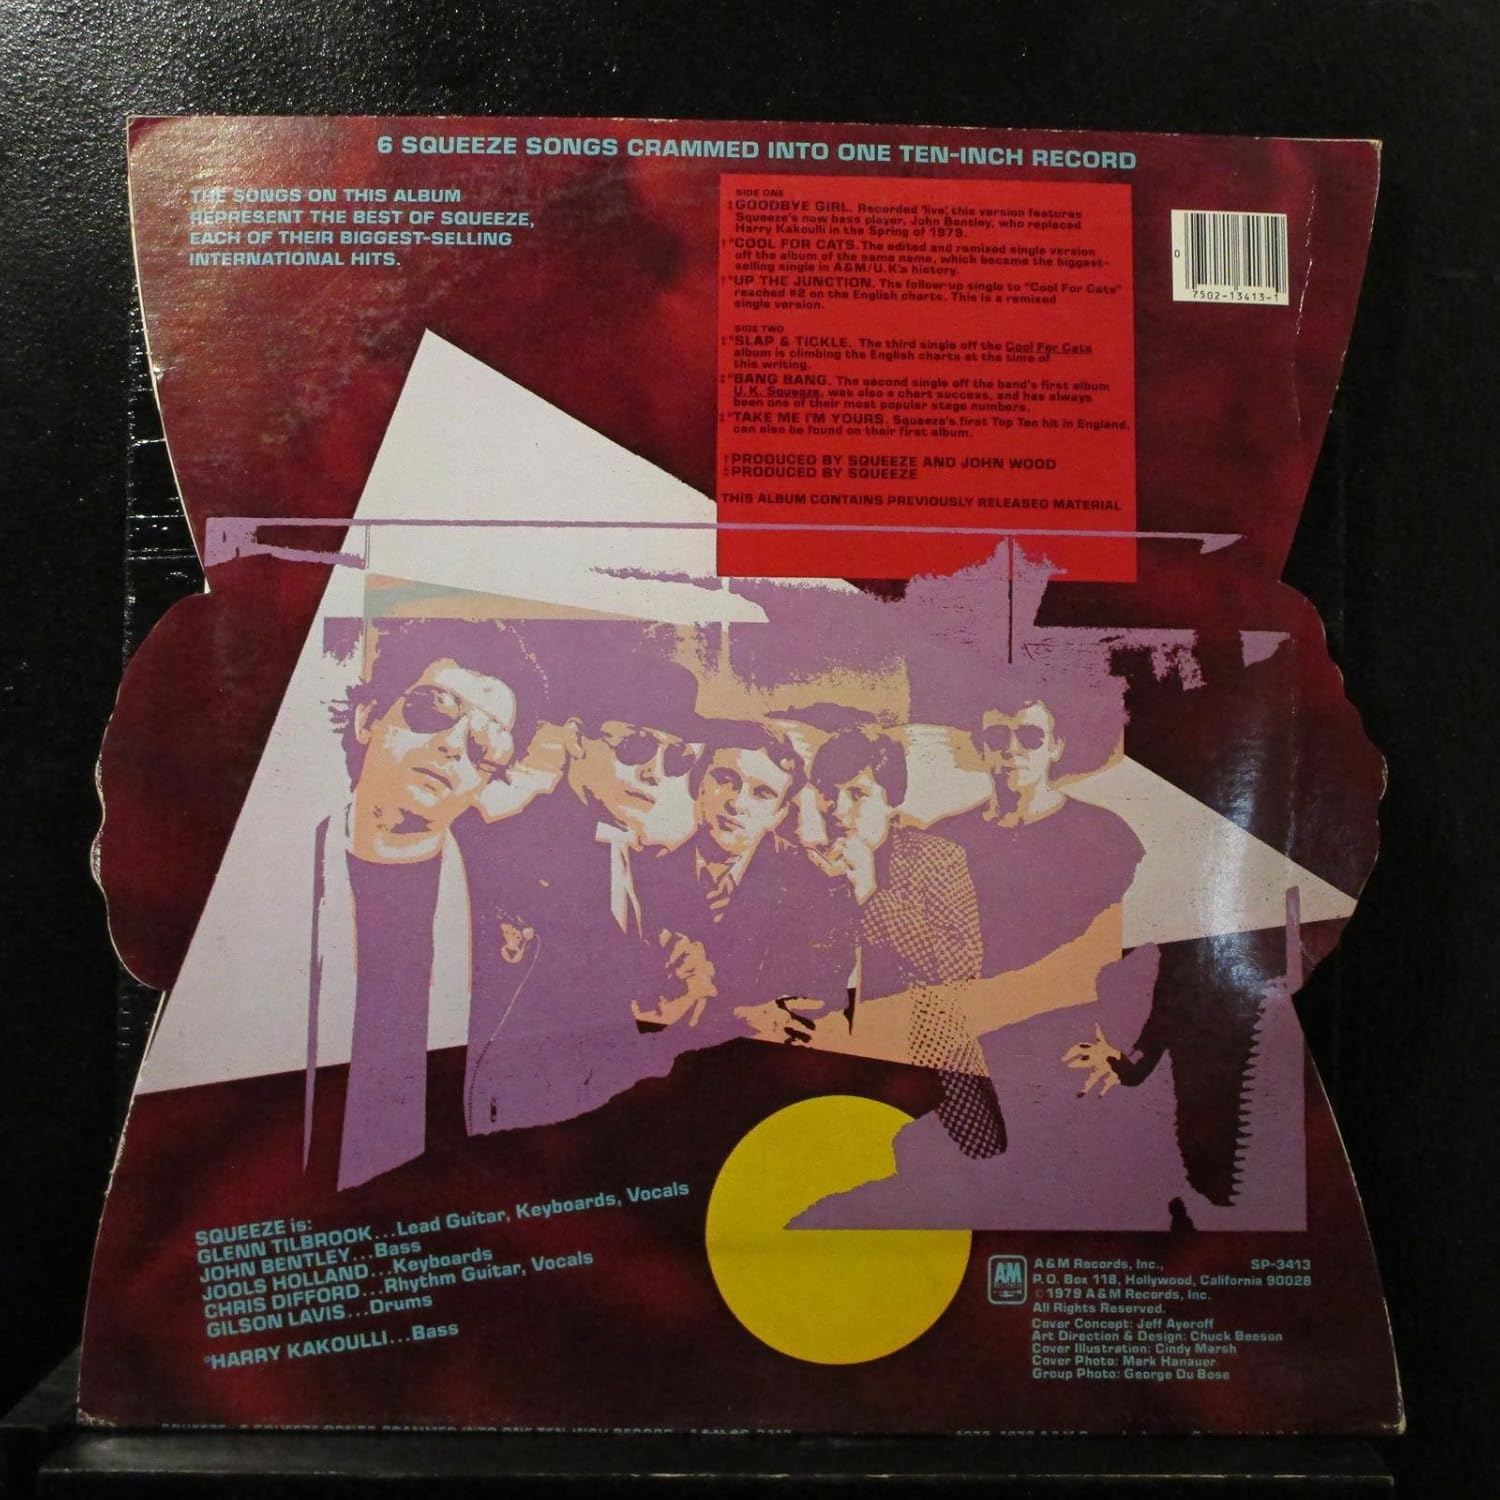 6 SQUEEZE SONGS CRAMMED INTO ONE TEN-INCH RECORD
THE SONGS ON THIS ALBUM
REPRESENT THE BEST OF SQUEEZE,
EACH OF THEIR BIGGEST-SELLING
INTERNATIONAL HITS.
SIDE ONE
‡GOODBYE GIRL. Recorded 'live', this version features
Squeeze's new bass player, John Bentley, who replaced
Harry Kakoulli in the Spring of 1979.
†°COOL FOR CATS. The edited and remixed single version
off the album of the same name, which became the biggest-
selling single in A&M/U.K's history.
†°UP THE JUNCTION. The follow-up single to "Cool For Cats"
reached #2 on the English charts. This is a remixed
single version.
SIDE TWO
‡°SLAP & TICKLE. The third single off the Cool For Cats
album is climbing the English charts at the time of
this writing.
‡°BANG BANG. The second single off the band's first album
U.K. Squeeze, was also a chart success, and has always
been one of their most popular stage numbers.
‡°TAKE ME I'M YOURS. Squeeze's first Top Ten hit in England,
can also be found on their first album.
†PRODUCED BY SQUEEZE AND JOHN WOOD
‡PRODUCED BY SQUEEZE
THIS ALBUM CONTAINS PREVIOUSLY RELEASED MATERIAL
0
7502-13413-1
SQUEEZE is:
GLENN TILBROOK...Lead Guitar, Keyboards, Vocals
JOHN BENTLEY...Bass
JOOLS HOLLAND...Keyboards
CHRIS DIFFORD...Rhythm Guitar, Vocals
GILSON LAVIS...Drums
°HARRY KAKOULLI...Bass
AM
A&M Records, Inc., SP-3413
P.O. Box 118, Hollywood, California 90028
©1979 A&M Records, Inc.
All Rights Reserved.
Cover Concept: Jeff Ayeroff
Art Direction & Design: Chuck Beeson
Cover Illustration: Cindy Marsh
Cover Photo: Mark Hanauer
Group Photo: George Du Bose